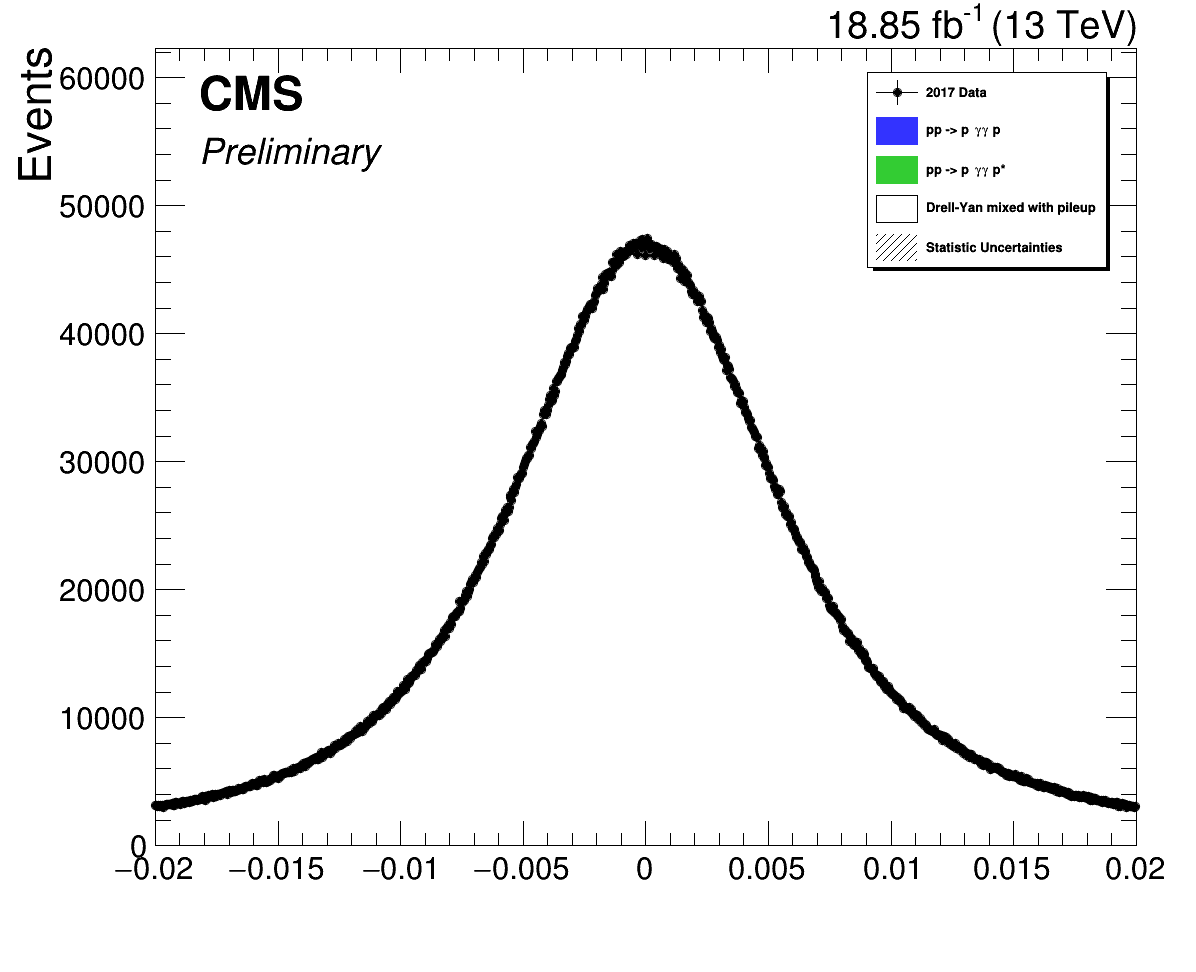 18.85 fb⁻¹ (13 TeV)
Events
CMS
Preliminary
2017 Data
pp -> p γγ p
pp -> p γγ p*
Drell-Yan mixed with pileup
Statistic Uncertainties
60000
50000
40000
30000
20000
10000
0
−0.02 −0.015 −0.01 −0.005 0 0.005 0.01 0.015 0.02